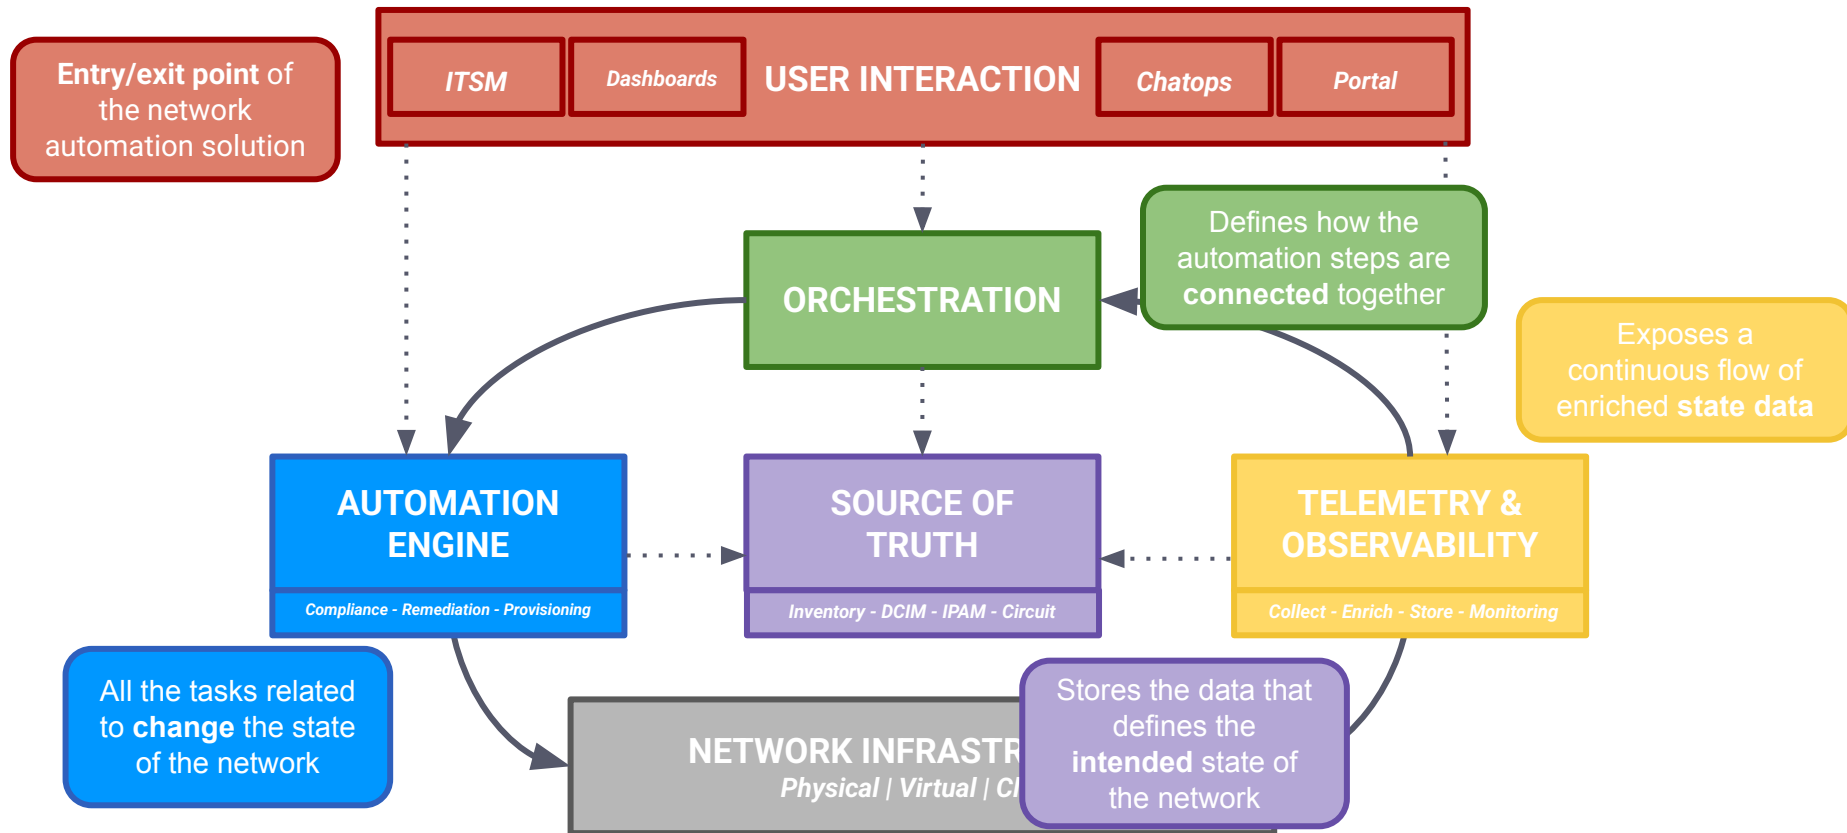 Entry/exit point of
the network
automation solution
ITSM
Dashboards
USER INTERACTION
Chatops
Portal
ORCHESTRATION
Defines how the
automation steps are
connected together
Exposes a
continuous flow of
enriched state data
AUTOMATION
ENGINE
Compliance - Remediation - Provisioning
SOURCE OF
TRUTH
Inventory - DCIM - IPAM - Circuit
TELEMETRY &
OBSERVABILITY
Collect - Enrich - Store - Monitoring
All the tasks related
to change the state
of the network
NETWORK
Physical | Virtual |
Stores the data that
defines the
intended state of
the network